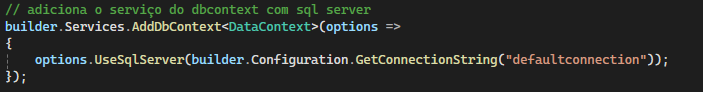 // adiciona o serviço do dbcontext com sql server
builder.Services.AddDbContext<DataContext>(options =>
{
    options.UseSqlServer(builder.Configuration.GetConnectionString("defaultconnection"));
});